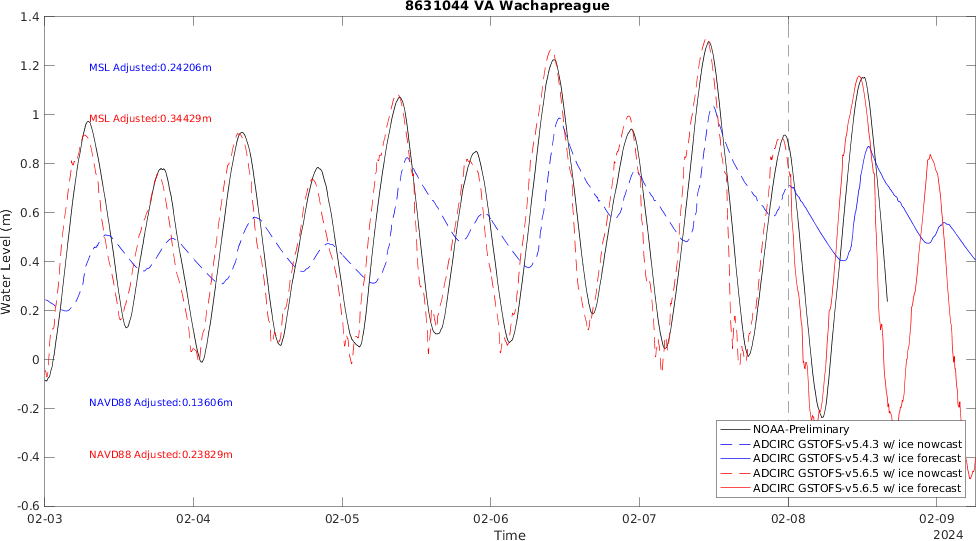 8631044 VA Wachapreague
1.4
1.2
1
0.8
0.6
0.4
0.2
0
-0.2
-0.4
-0.6
Water Level (m)
MSL Adjusted:0.24206m
MSL Adjusted:0.34429m
NAVD88 Adjusted:0.13606m
NAVD88 Adjusted:0.23829m
NOAA-Preliminary
ADCIRC GSTOFS-v5.4.3 w/ ice nowcast
ADCIRC GSTOFS-v5.4.3 w/ ice forecast
ADCIRC GSTOFS-v5.6.5 w/ ice nowcast
ADCIRC GSTOFS-v5.6.5 w/ ice forecast
02-03 02-04 02-05 02-06 02-07 02-08 02-09
Time
2024